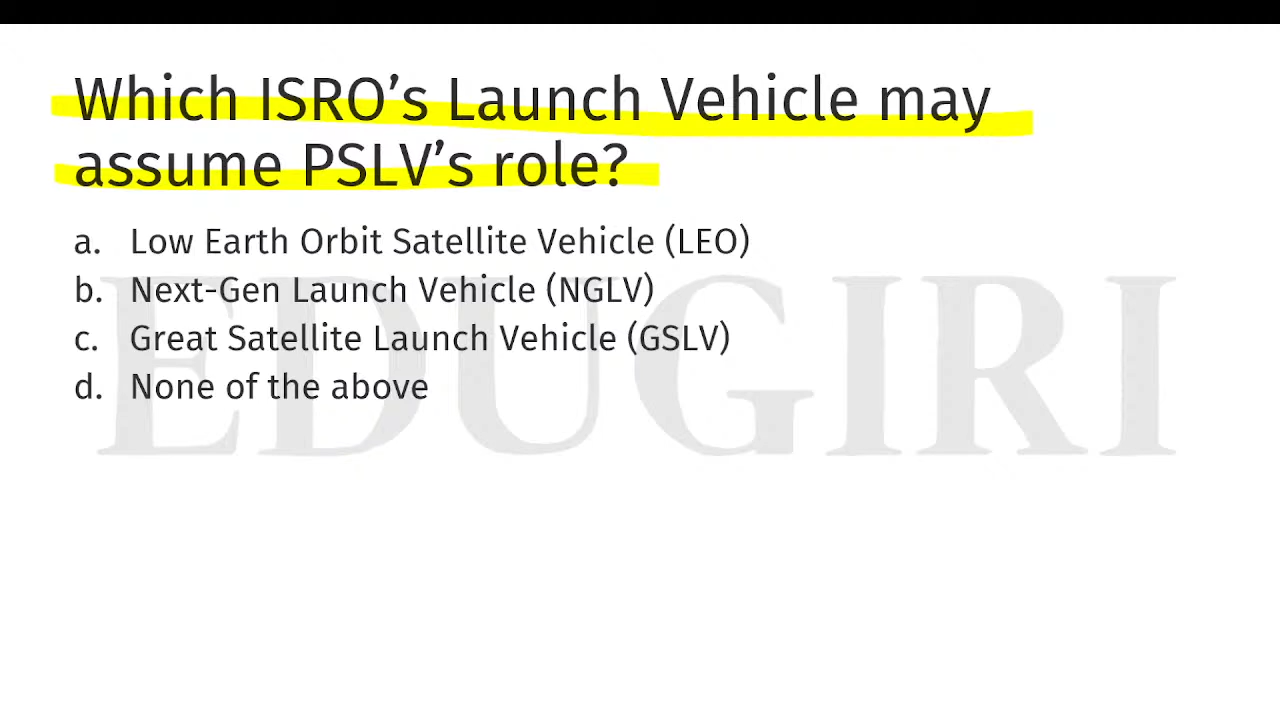 Which ISRO’s Launch Vehicle may
assume PSLV’s role?
a. Low Earth Orbit Satellite Vehicle (LEO)
b. Next-Gen Launch Vehicle (NGLV)
c. Great Satellite Launch Vehicle (GSLV)
d. None of the above
EDUGIRI